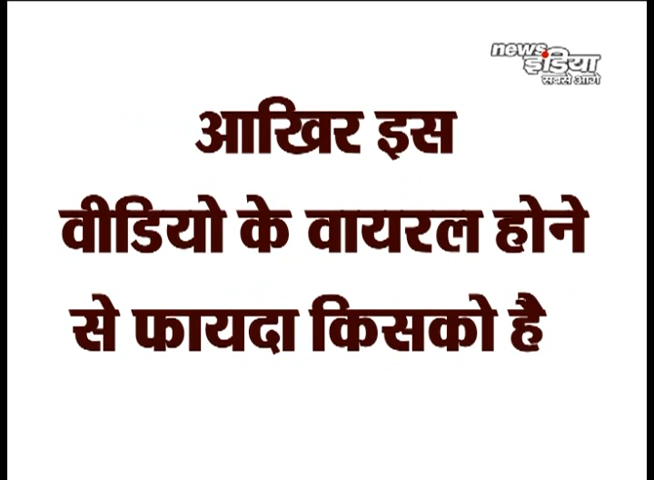 news
इंडिया
सबसे आगे
आखिर इस
वीडियो के वायरल होने
से फायदा किसको है